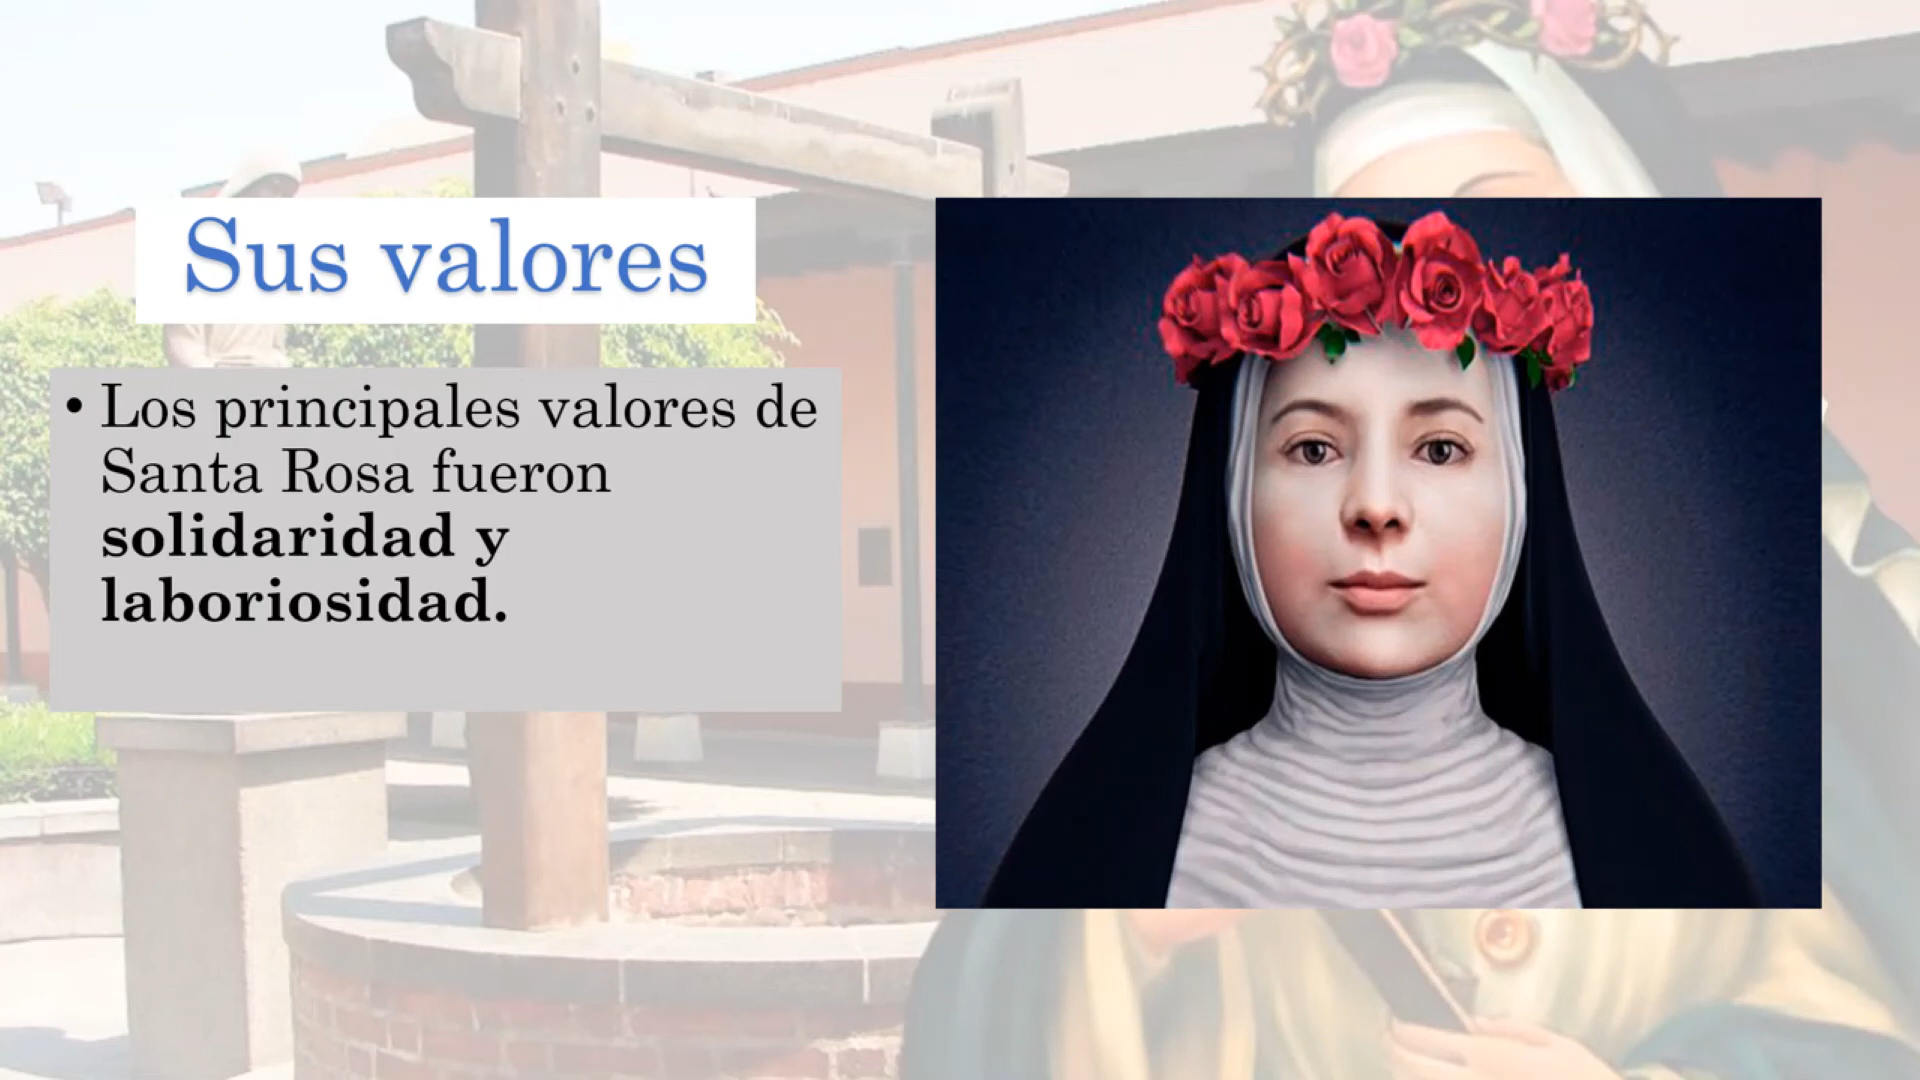 Sus valores
• Los principales valores de
Santa Rosa fueron
solidaridad y
laboriosidad.